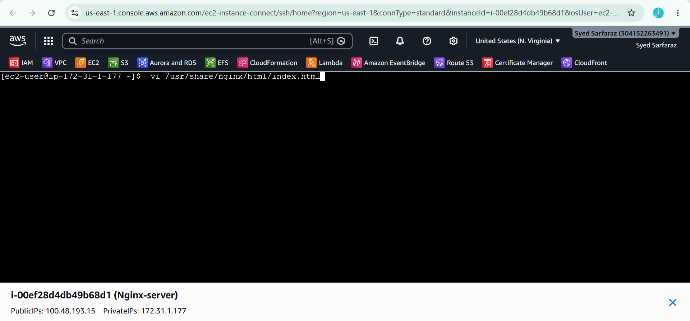 us-east-1.console.aws.amazon.com/ec2-instance-connect/ssh/home?region=us-east-1&connType=standard&instanceId=i-00ef28d4db49b68d1&osUser=ec2-...
aws
Search
[Alt+S]
United States (N. Virginia)
Syed Sarfaraz (304152263491)
Syed Sarfaraz
IAM VPC EC2 S3 Aurora and RDS EFS CloudFormation Lambda Amazon EventBridge Route 53 Certificate Manager CloudFront
[ec2-user@ip-172-31-1-177 ~]$ vi /usr/share/nginx/html/index.html
i-00ef28d4db49b68d1 (Nginx-server)
PublicIPs: 100.48.193.15 PrivateIPs: 172.31.1.177